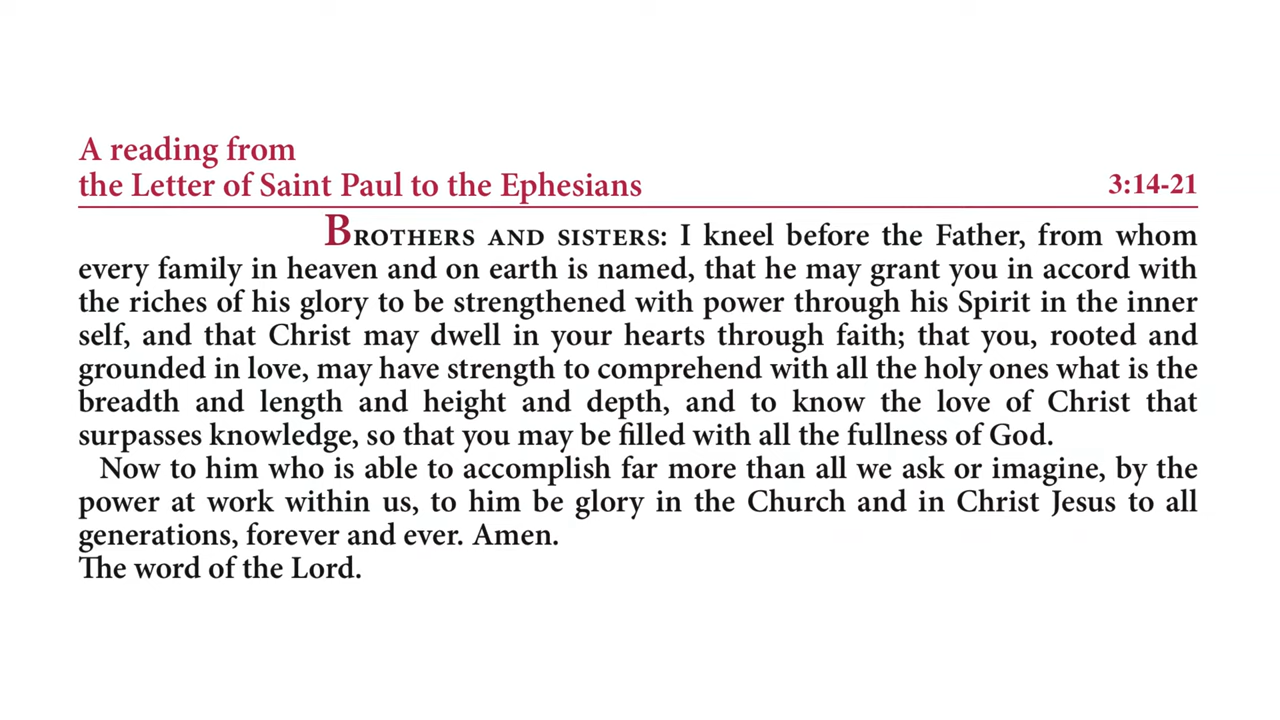 A reading from
the Letter of Saint Paul to the Ephesians 3:14-21
Brothers and sisters: I kneel before the Father, from whom
every family in heaven and on earth is named, that he may grant you in accord with
the riches of his glory to be strengthened with power through his Spirit in the inner
self, and that Christ may dwell in your hearts through faith; that you, rooted and
grounded in love, may have strength to comprehend with all the holy ones what is the
breadth and length and height and depth, and to know the love of Christ that
surpasses knowledge, so that you may be filled with all the fullness of God.
Now to him who is able to accomplish far more than all we ask or imagine, by the
power at work within us, to him be glory in the Church and in Christ Jesus to all
generations, forever and ever. Amen.
The word of the Lord.